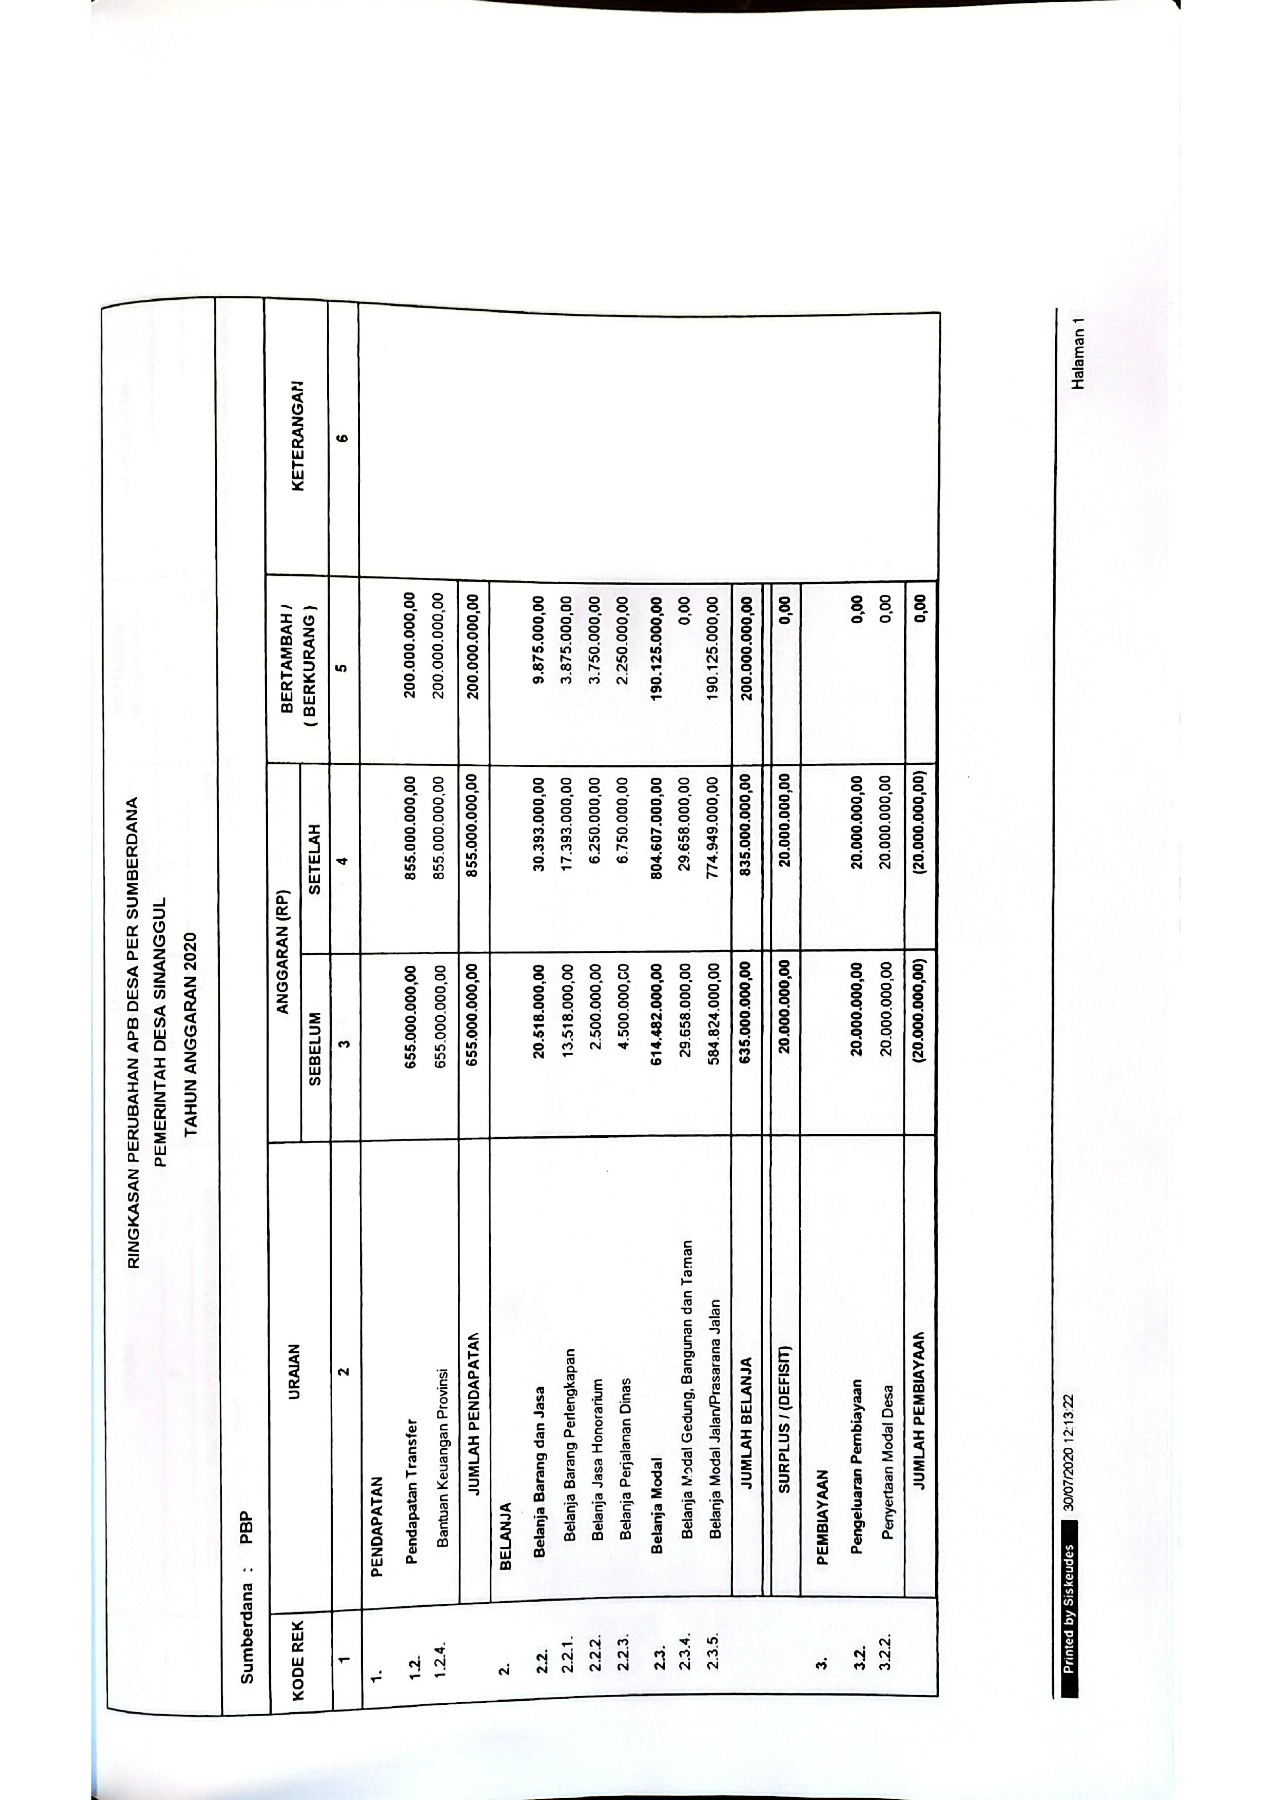 RINGKASAN PERUBAHAN APB DESA PER SUMBERDANA
PEMERINTAH DESA SINANGGUL
TAHUN ANGGARAN 2020
Sumberdana : PBP
KODE REK URAIAN ANGGARAN (RP) BERTAMBAH / ( BERKURANG ) KETERANGAN
SEBELUM SETELAH
1 2 3 4 5 6
1. PENDAPATAN
1.2. Pendapatan Transfer 655.000.000,00 855.000.000,00 200.000.000,00
1.2.4. Bantuan Keuangan Provinsi 655.000.000,00 855.000.000,00 200.000.000,00
JUMLAH PENDAPATAN 655.000.000,00 855.000.000,00 200.000.000,00
2. BELANJA
2.2. Belanja Barang dan Jasa 20.518.000,00 30.393.000,00 9.875.000,00
2.2.1. Belanja Barang Perlengkapan 13.518.000,00 17.393.000,00 3.875.000,00
2.2.2. Belanja Jasa Honorarium 2.500.000,00 6.250.000,00 3.750.000,00
2.2.3. Belanja Perjalanan Dinas 4.500.000,00 6.750.000,00 2.250.000,00
2.3. Belanja Modal 614.482.000,00 804.607.000,00 190.125.000,00
2.3.4. Belanja Modal Gedung, Bangunan dan Taman 29.658.000,00 29.658.000,00 0,00
2.3.5. Belanja Modal Jalan/Prasarana Jalan 584.824.000,00 774.949.000,00 190.125.000,00
JUMLAH BELANJA 635.000.000,00 835.000.000,00 200.000.000,00
SURPLUS / (DEFISIT) 20.000.000,00 20.000.000,00 0,00
3. PEMBIAYAAN
3.2. Pengeluaran Pembiayaan 20.000.000,00 20.000.000,00 0,00
3.2.2. Penyertaan Modal Desa 20.000.000,00 20.000.000,00 0,00
JUMLAH PEMBIAYAAN (20.000.000,00) (20.000.000,00) 0,00
Printed by Siskeudes 30/07/2020 12:13:22 Halaman 1